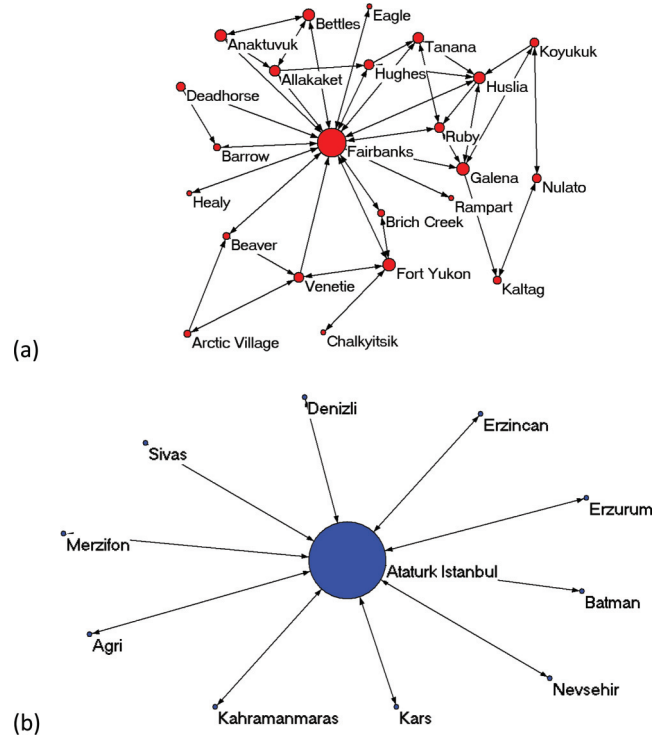 Eagle
Bettles
Anaktuvuk
Tanana
Koyukuk
Allakaket
Hughes
Huslia
Deadhorse
Ruby
Barrow
Fairbanks
Galena
Nulato
Healy
Rampart
Brich Creek
Beaver
Fort Yukon
Venetie
Kaltag
Arctic Village
Chalkyitsik
(a)
Denizli
Erzincan
Sivas
Erzurum
Merzifon
Ataturk Istanbul
Batman
Agri
Nevsehir
Kahramanmaras
Kars
(b)